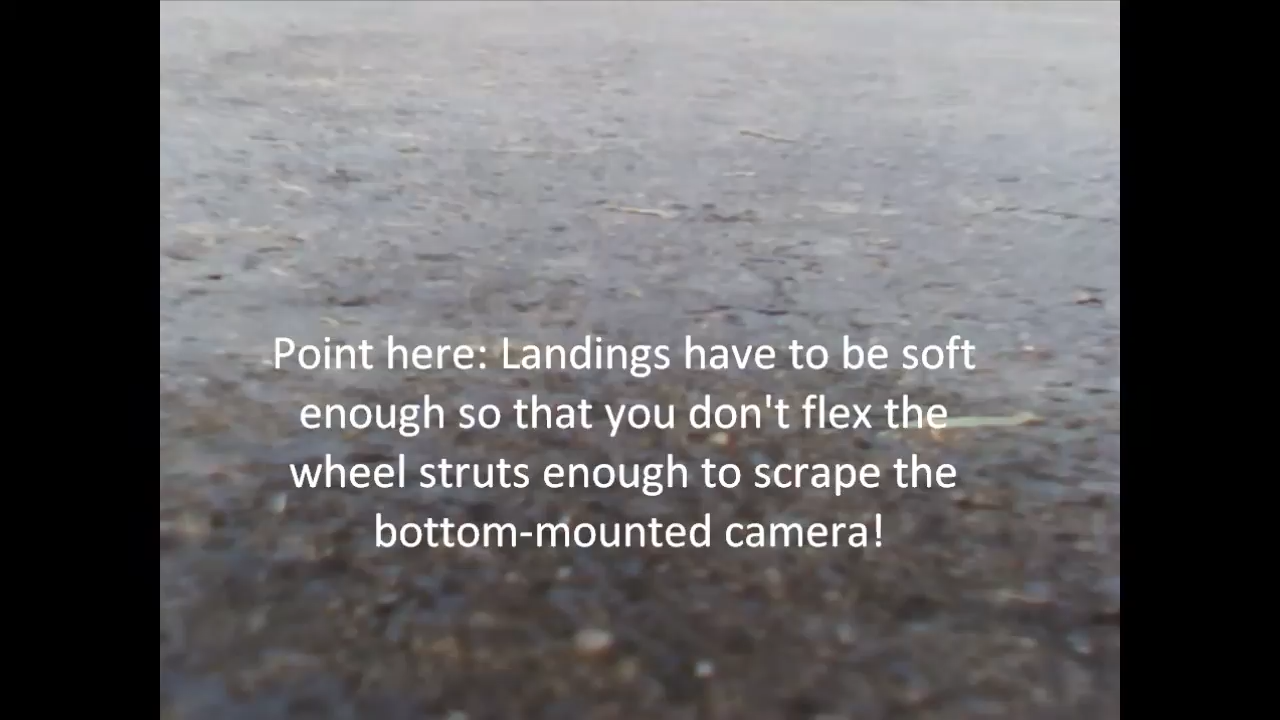 Point here: Landings have to be soft
enough so that you don't flex the
wheel struts enough to scrape the
bottom-mounted camera!